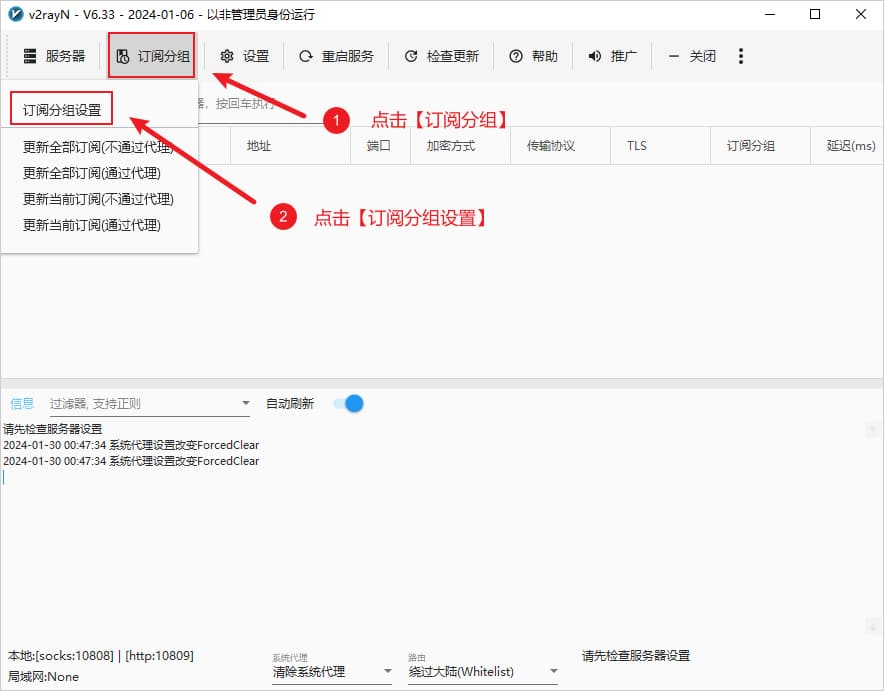 v2rayN - V6.33 - 2024-01-06 - 以非管理员身份运行
服务器 订阅分组 设置 重启服务 检查更新 帮助 推广 关闭
订阅分组设置 器, 按回车执行
1 点击【订阅分组】
地址 端口 加密方式 传输协议 TLS 订阅分组 延迟(ms)
更新全部订阅(不通过代理)
更新全部订阅(通过代理)
更新当前订阅(不通过代理)
2 点击【订阅分组设置】
更新当前订阅(通过代理)
信息 过滤器, 支持正则 自动刷新
请先检查服务器设置
2024-01-30 00:47:34 系统代理设置改变ForcedClear
2024-01-30 00:47:34 系统代理设置改变ForcedClear
本地:[socks:10808] | [http:10809] 系统代理 路由 请先检查服务器设置
局域网:None 清除系统代理 绕过大陆(Whitelist)